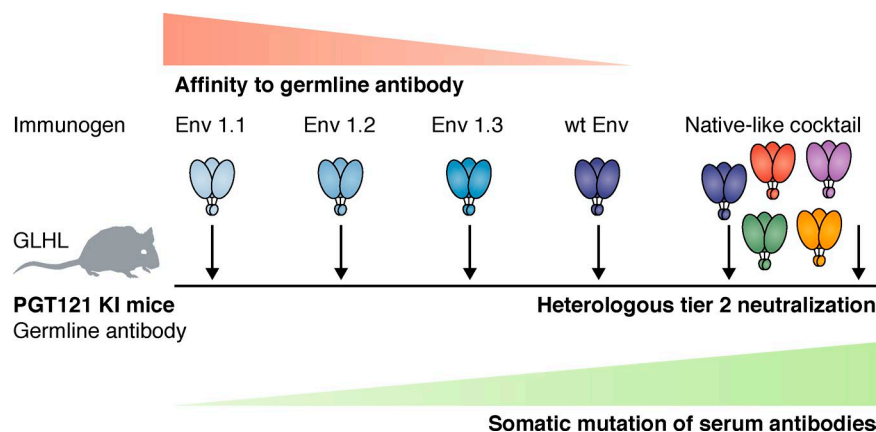 Affinity to germline antibody
Immunogen Env 1.1 Env 1.2 Env 1.3 wt Env Native-like cocktail
GLHL
PGT121 KI mice Heterologous tier 2 neutralization
Germline antibody
Somatic mutation of serum antibodies